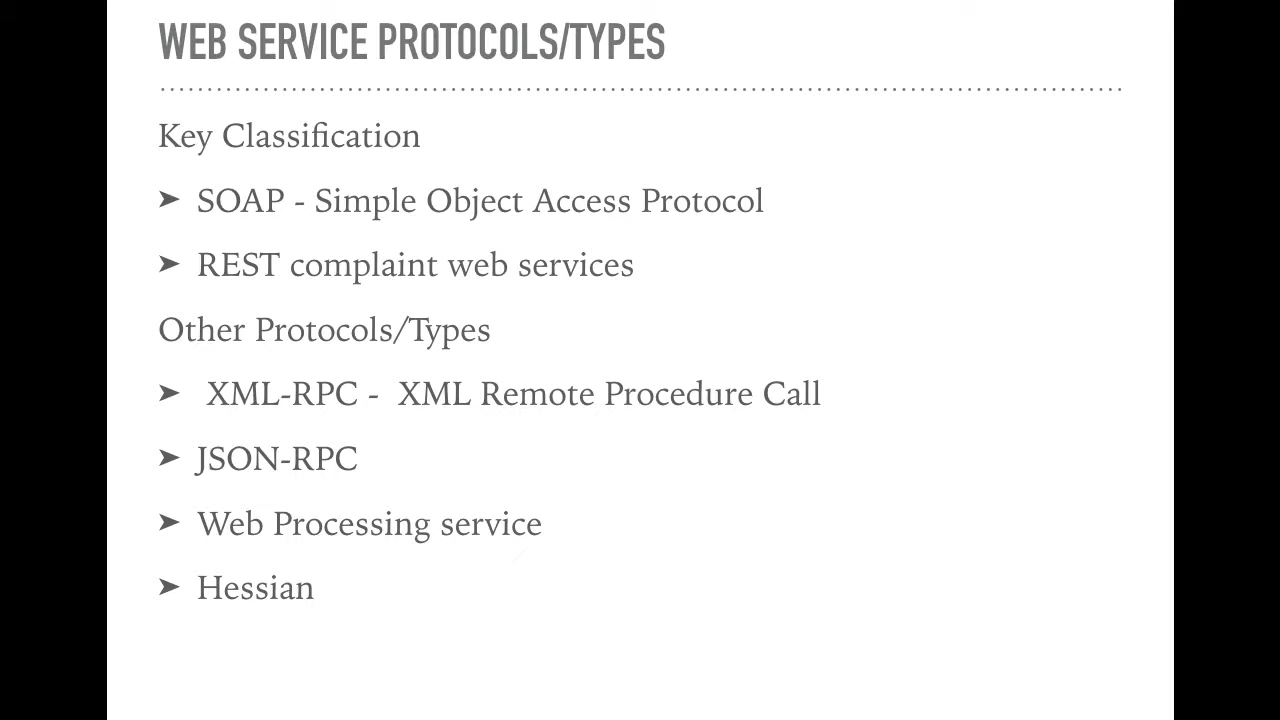 WEB SERVICE PROTOCOLS/TYPES
Key Classification
➤ SOAP - Simple Object Access Protocol
➤ REST complaint web services
Other Protocols/Types
➤ XML-RPC - XML Remote Procedure Call
➤ JSON-RPC
➤ Web Processing service
➤ Hessian